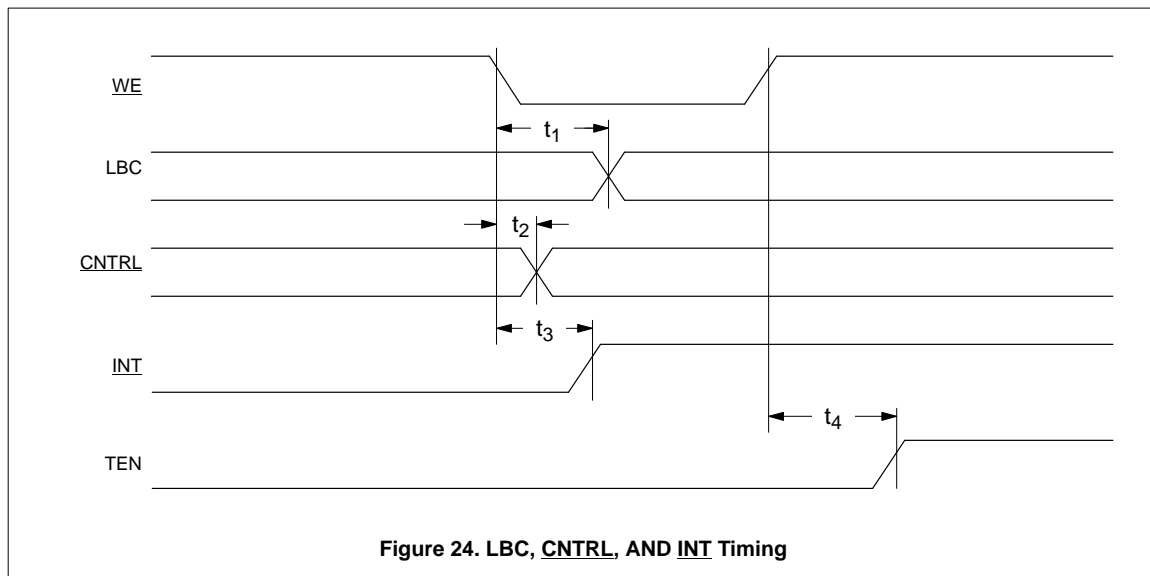 WE
t1
LBC
t2
CNTRL
t3
INT
t4
TEN
Figure 24. LBC, CNTRL, AND INT Timing